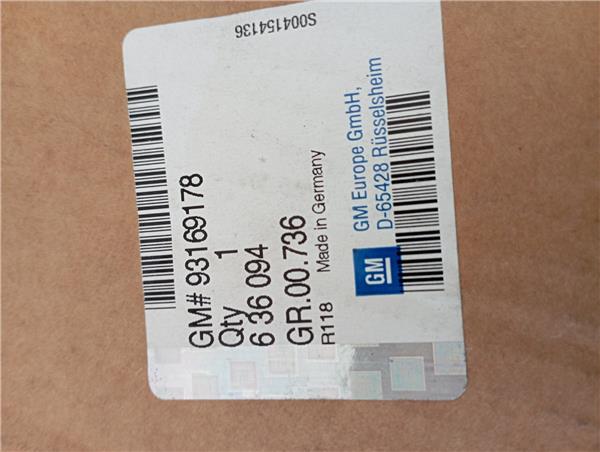 GM# 93169178
Qty 1
6 36 094
GR.00.736
R118 Made in Germany
GM
GM Europe GmbH,
D-65428 Rüsselsheim
S004154136